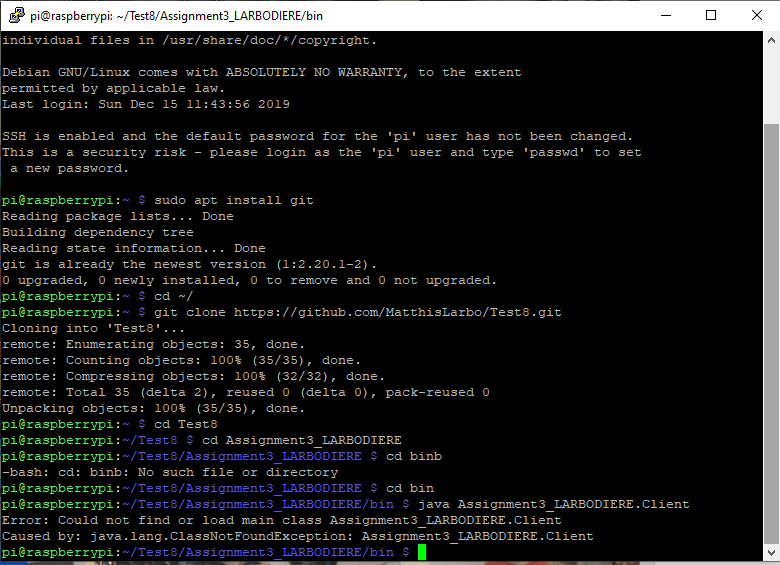 pi@raspberrypi: ~/Test8/Assignment3_LARBODIERE/bin
individual files in /usr/share/doc/*/copyright.
Debian GNU/Linux comes with ABSOLUTELY NO WARRANTY, to the extent
permitted by applicable law.
Last login: Sun Dec 15 11:43:56 2019
SSH is enabled and the default password for the 'pi' user has not been changed.
This is a security risk - please login as the 'pi' user and type 'passwd' to set
 a new password.
pi@raspberrypi:~ $ sudo apt install git
Reading package lists... Done
Building dependency tree
Reading state information... Done
git is already the newest version (1:2.20.1-2).
0 upgraded, 0 newly installed, 0 to remove and 0 not upgraded.
pi@raspberrypi:~ $ cd ~/
pi@raspberrypi:~ $ git clone https://github.com/MatthisLarbo/Test8.git
Cloning into 'Test8'...
remote: Enumerating objects: 35, done.
remote: Counting objects: 100% (35/35), done.
remote: Compressing objects: 100% (32/32), done.
remote: Total 35 (delta 2), reused 0 (delta 0), pack-reused 0
Unpacking objects: 100% (35/35), done.
pi@raspberrypi:~ $ cd Test8
pi@raspberrypi:~/Test8 $ cd Assignment3_LARBODIERE
pi@raspberrypi:~/Test8/Assignment3_LARBODIERE $ cd binb
-bash: cd: binb: No such file or directory
pi@raspberrypi:~/Test8/Assignment3_LARBODIERE $ cd bin
pi@raspberrypi:~/Test8/Assignment3_LARBODIERE/bin $ java Assignment3_LARBODIERE.Client
Error: Could not find or load main class Assignment3_LARBODIERE.Client
Caused by: java.lang.ClassNotFoundException: Assignment3_LARBODIERE.Client
pi@raspberrypi:~/Test8/Assignment3_LARBODIERE/bin $